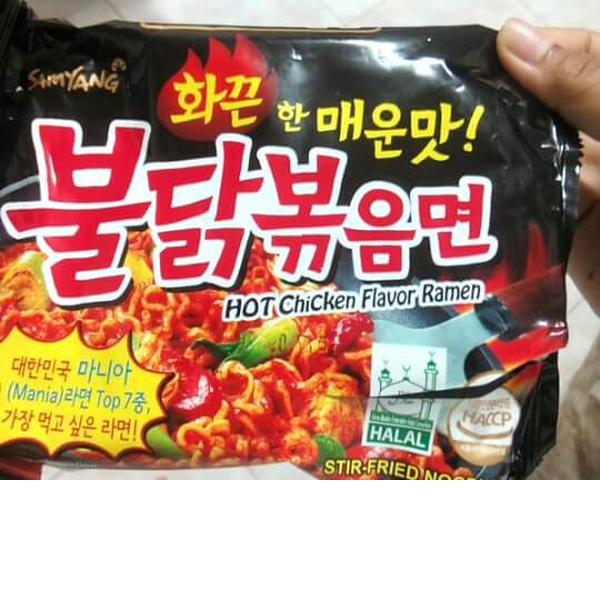 SAMYANG
화끈한 매운맛!
불닭볶음면
HOT Chicken Flavor Ramen
대한민국 마니아
(Mania)라면 Top 7중,
가장 먹고 싶은 라면!
HALAL
HACCP
STIR-FRIED